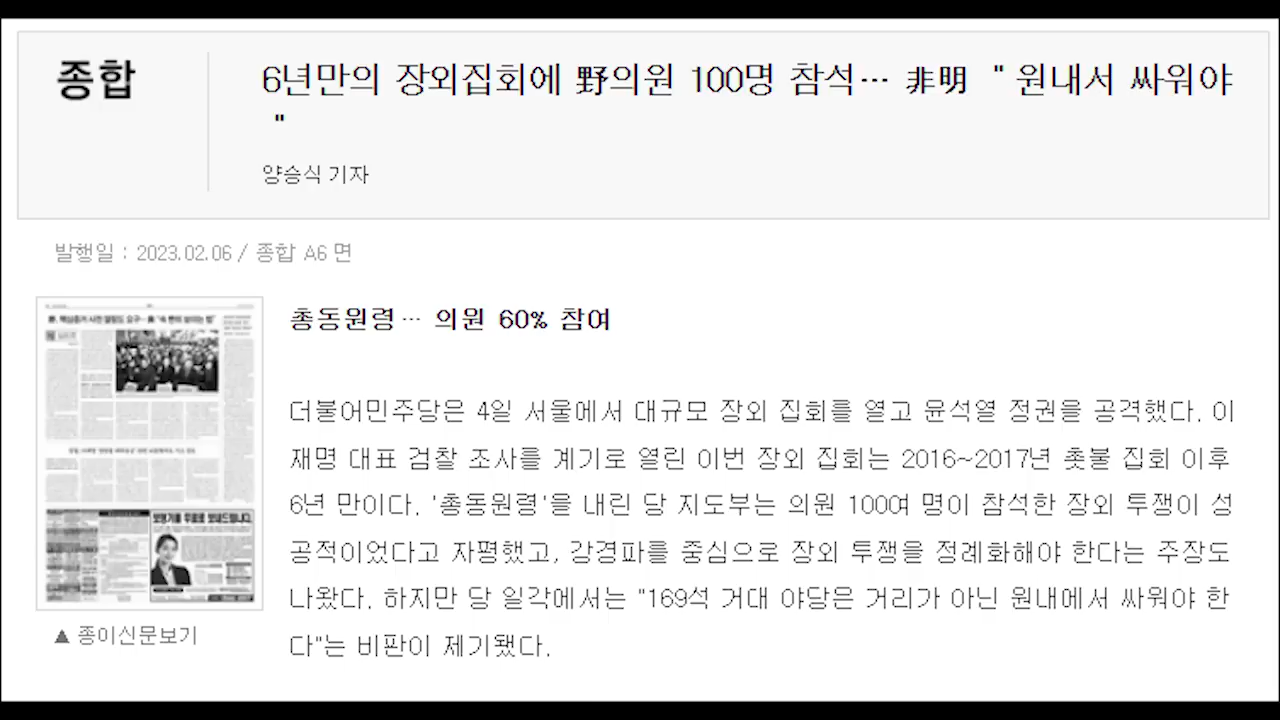 종합
6년만의 장외집회에 野의원 100명 참석… 非明 "원내서 싸워야
"
양승식 기자
발행일 : 2023.02.06 / 종합 A6 면
총동원령… 의원 60% 참여
더불어민주당은 4일 서울에서 대규모 장외 집회를 열고 윤석열 정권을 공격했다. 이
재명 대표 검찰 조사를 계기로 열린 이번 장외 집회는 2016~2017년 촛불 집회 이후
6년 만이다. '총동원령'을 내린 당 지도부는 의원 100여 명이 참석한 장외 투쟁이 성
공적이었다고 자평했고, 강경파를 중심으로 장외 투쟁을 정례화해야 한다는 주장도
나왔다. 하지만 당 일각에서는 "169석 거대 야당은 거리가 아닌 원내에서 싸워야 한
다"는 비판이 제기됐다.
▲ 종이신문보기